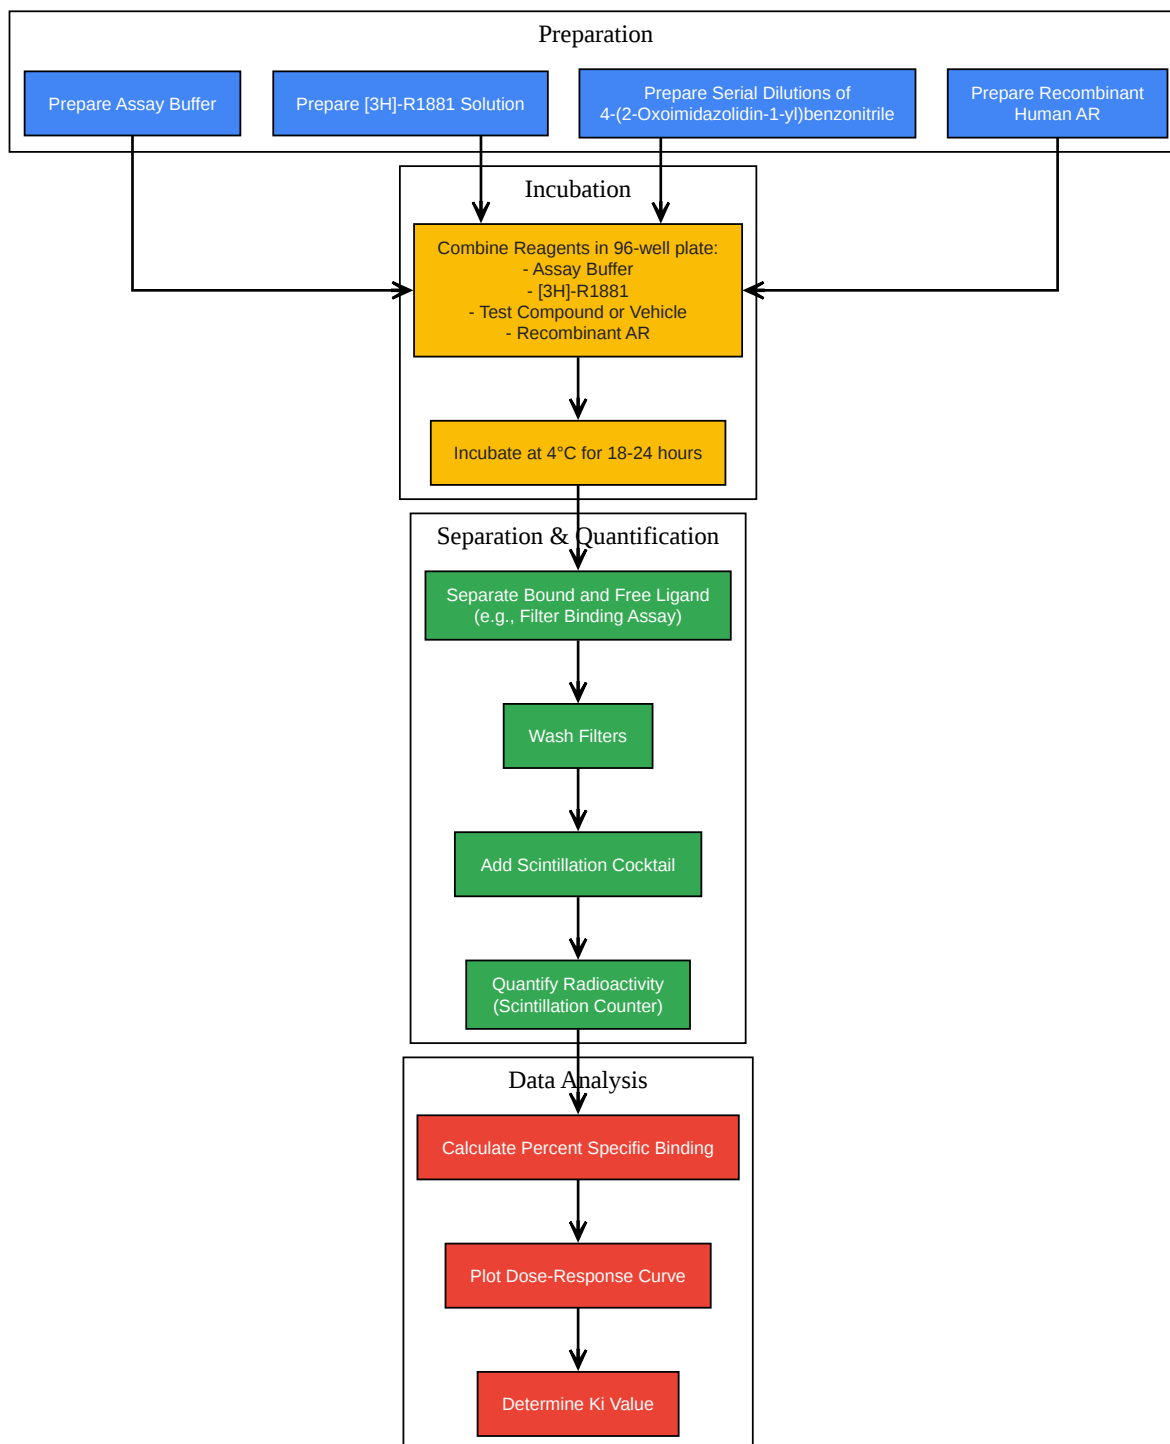 Preparation
Prepare Assay Buffer
Prepare [3H]-R1881 Solution
Prepare Serial Dilutions of
4-(2-Oxoimidazolidin-1-yl)benzonitrile
Prepare Recombinant
Human AR
Incubation
Combine Reagents in 96-well plate:
- Assay Buffer
- [3H]-R1881
- Test Compound or Vehicle
- Recombinant AR
Incubate at 4°C for 18-24 hours
Separation & Quantification
Separate Bound and Free Ligand
(e.g., Filter Binding Assay)
Wash Filters
Add Scintillation Cocktail
Quantify Radioactivity
(Scintillation Counter)
Data Analysis
Calculate Percent Specific Binding
Plot Dose-Response Curve
Determine Ki Value